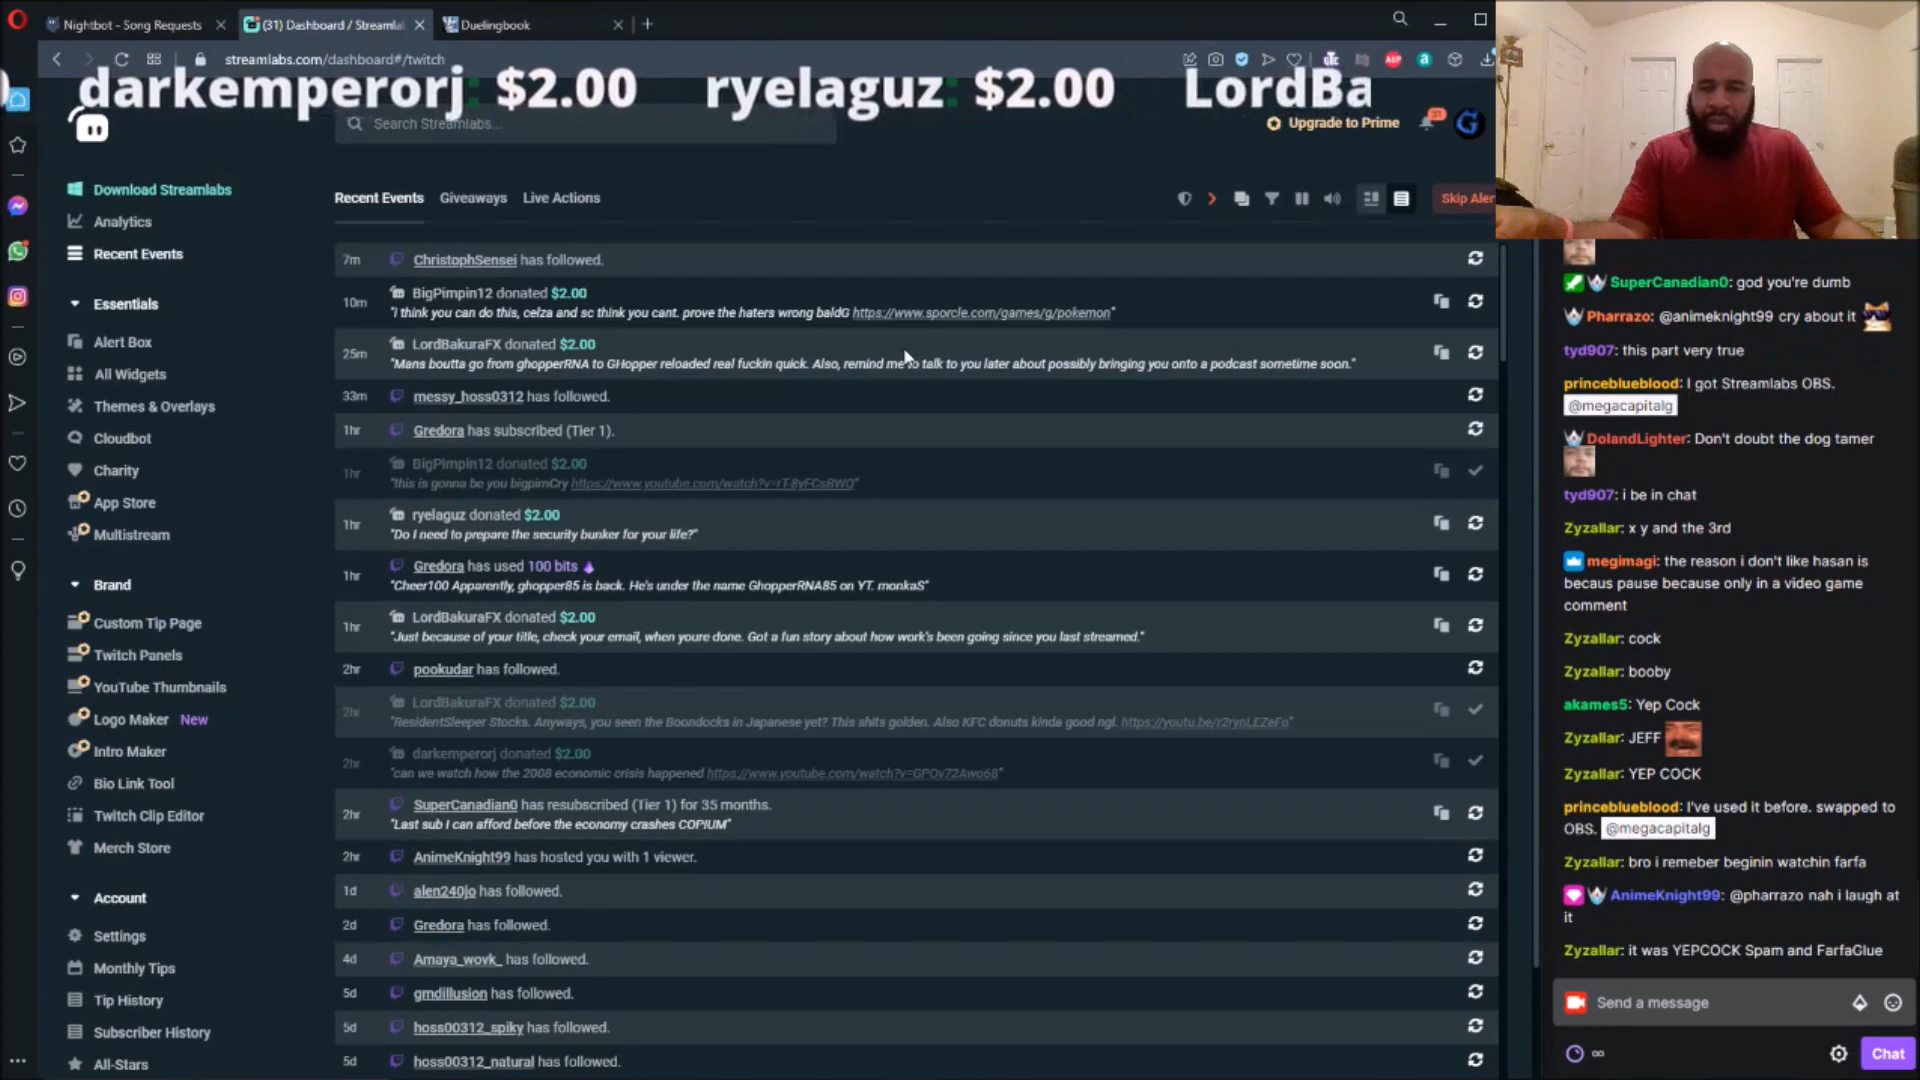 Nightbot - Song Requests
(31) Dashboard / Streamla
Duelingbook
streamlabs.com/dashboard#/twitch
darkemperorj: $2.00 ryelaguz: $2.00 LordBa
Search Streamlabs...
Upgrade to Prime
31
Download Streamlabs
Analytics
Recent Events
Essentials
Alert Box
All Widgets
Themes & Overlays
Cloudbot
Charity
App Store
Multistream
Brand
Custom Tip Page
Twitch Panels
YouTube Thumbnails
Logo Maker New
Intro Maker
Bio Link Tool
Twitch Clip Editor
Merch Store
Account
Settings
Monthly Tips
Tip History
Subscriber History
All-Stars
Recent Events Giveaways Live Actions
Skip Aler
7m ChristophSensei has followed.
10m BigPimpin12 donated $2.00
"i think you can do this, celza and sc think you cant. prove the haters wrong baldG https://www.sporcle.com/games/g/pokemon"
25m LordBakuraFX donated $2.00
"Mans boutta go from ghopperRNA to GHopper reloaded real fuckin quick. Also, remind me to talk to you later about possibly bringing you onto a podcast sometime soon."
33m messy_hoss0312 has followed.
1hr Gredora has subscribed (Tier 1).
1hr BigPimpin12 donated $2.00
"this is gonna be you bigpimCry https://www.youtube.com/watch?v=rT-8yFCsBWQ"
1hr ryelaguz donated $2.00
"Do I need to prepare the security bunker for your life?"
1hr Gredora has used 100 bits
"Cheer100 Apparently, ghopper85 is back. He's under the name GhopperRNA85 on YT. monkaS"
1hr LordBakuraFX donated $2.00
"Just because of your title, check your email, when youre done. Got a fun story about how work's been going since you last streamed."
2hr pookudar has followed.
2hr LordBakuraFX donated $2.00
"ResidentSleeper Stocks. Anyways, you seen the Boondocks in Japanese yet? This shits golden. Also KFC donuts kinda good ngl. https://youtu.be/r2rynLEZeFo"
2hr darkemperorj donated $2.00
"can we watch how the 2008 economic crisis happened https://www.youtube.com/watch?v=GPOv72Awo68"
2hr SuperCanadian0 has resubscribed (Tier 1) for 35 months.
"Last sub I can afford before the economy crashes COPIUM"
2hr AnimeKnight99 has hosted you with 1 viewer.
1d alen240jo has followed.
2d Gredora has followed.
4d Amaya_wovk_ has followed.
5d gmdillusion has followed.
5d hoss00312_spiky has followed.
5d hoss00312_natural has followed.
SuperCanadian0: god you're dumb
Pharrazo: @animeknight99 cry about it
tyd907: this part very true
princeblueblood: I got Streamlabs OBS.
@megacapitalg
DolandLighter: Don't doubt the dog tamer
tyd907: i be in chat
Zyzallar: x y and the 3rd
megimagi: the reason i don't like hasan is
becaus pause because only in a video game
comment
Zyzallar: cock
Zyzallar: booby
akames5: Yep Cock
Zyzallar: JEFF
Zyzallar: YEP COCK
princeblueblood: I've used it before. swapped to
OBS. @megacapitalg
Zyzallar: bro i remeber beginin watchin farfa
AnimeKnight99: @pharrazo nah i laugh at
it
Zyzallar: it was YEPCOCK Spam and FarfaGlue
Send a message
Chat